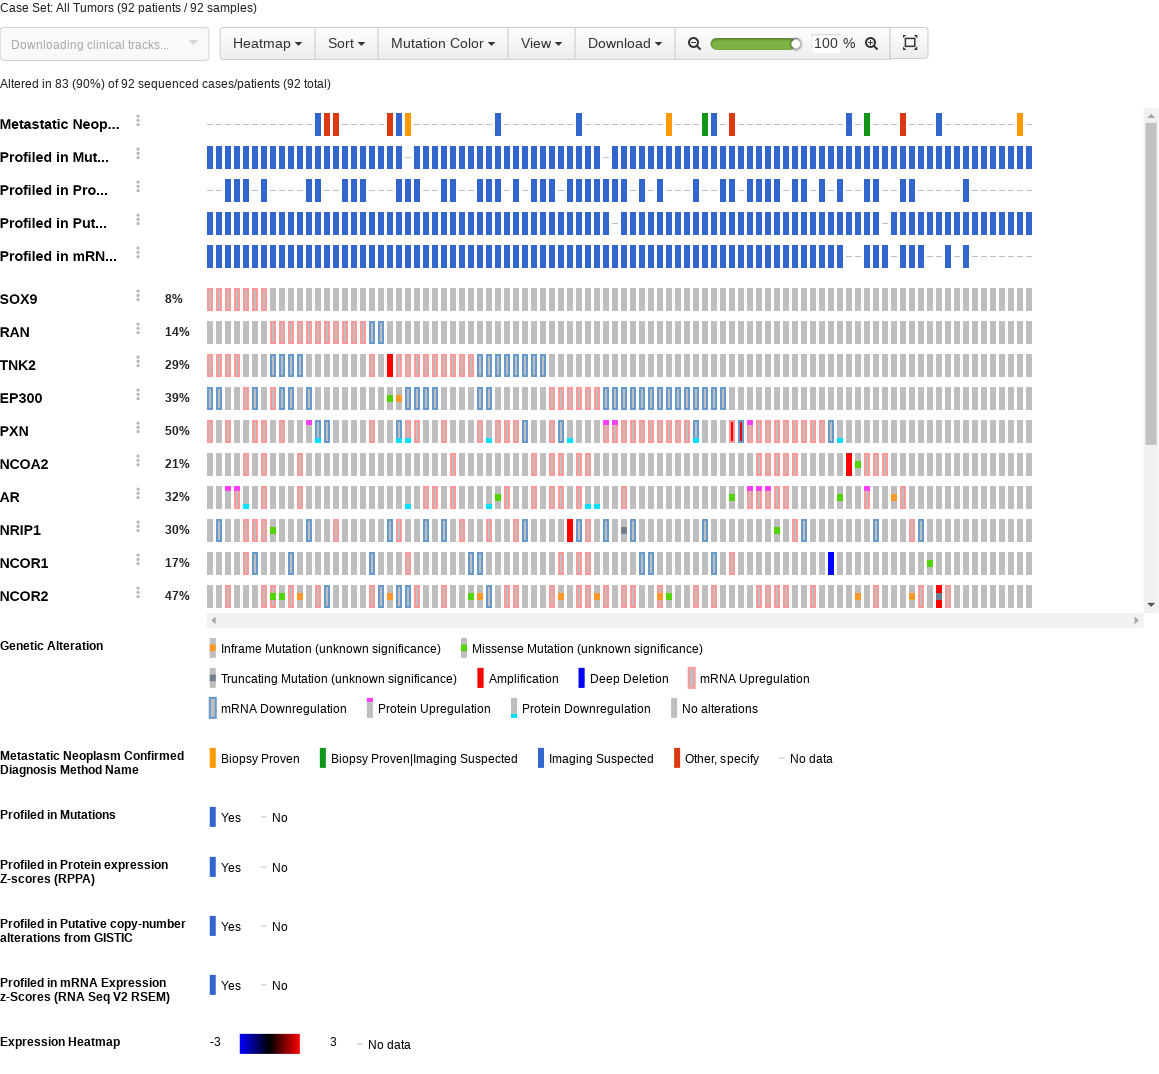 Case Set: All Tumors (92 patients / 92 samples)
Downloading clinical tracks...
Heatmap Sort Mutation Color View Download 100 %
Altered in 83 (90%) of 92 sequenced cases/patients (92 total)
Metastatic Neop...
Profiled in Mut...
Profiled in Pro...
Profiled in Put...
Profiled in mRN...
SOX9 8%
RAN 14%
TNK2 29%
EP300 39%
PXN 50%
NCOA2 21%
AR 32%
NRIP1 30%
NCOR1 17%
NCOR2 47%
Genetic Alteration Inframe Mutation (unknown significance) Missense Mutation (unknown significance)
Truncating Mutation (unknown significance) Amplification Deep Deletion mRNA Upregulation
mRNA Downregulation Protein Upregulation Protein Downregulation No alterations
Metastatic Neoplasm Confirmed
Diagnosis Method Name
Biopsy Proven Biopsy Proven|Imaging Suspected Imaging Suspected Other, specify No data
Profiled in Mutations Yes No
Profiled in Protein expression
Z-scores (RPPA)
Yes No
Profiled in Putative copy-number
alterations from GISTIC
Yes No
Profiled in mRNA Expression
z-Scores (RNA Seq V2 RSEM)
Yes No
Expression Heatmap -3 3 No data